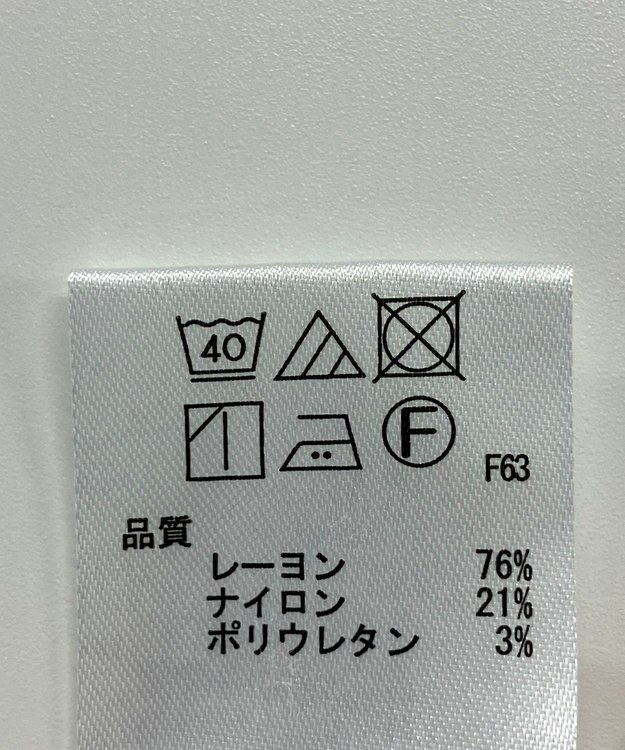 40
F
F63
品質
レーヨン 76%
ナイロン 21%
ポリウレタン 3%